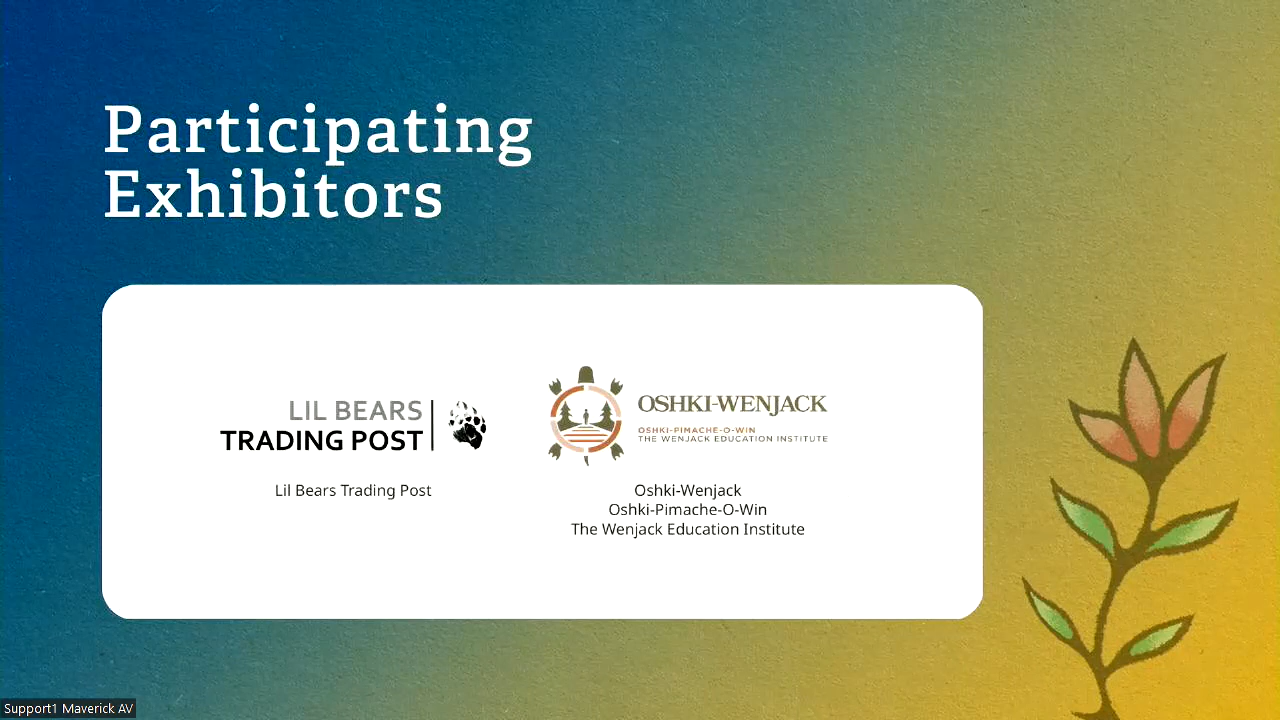 Participating
Exhibitors
LIL BEARS
TRADING POST
Lil Bears Trading Post
OSHKI-WENJACK
OSHKI-PIMACHE-O-WIN
THE WENJACK EDUCATION INSTITUTE
Oshki-Wenjack
Oshki-Pimache-O-Win
The Wenjack Education Institute
Support1 Maverick AV